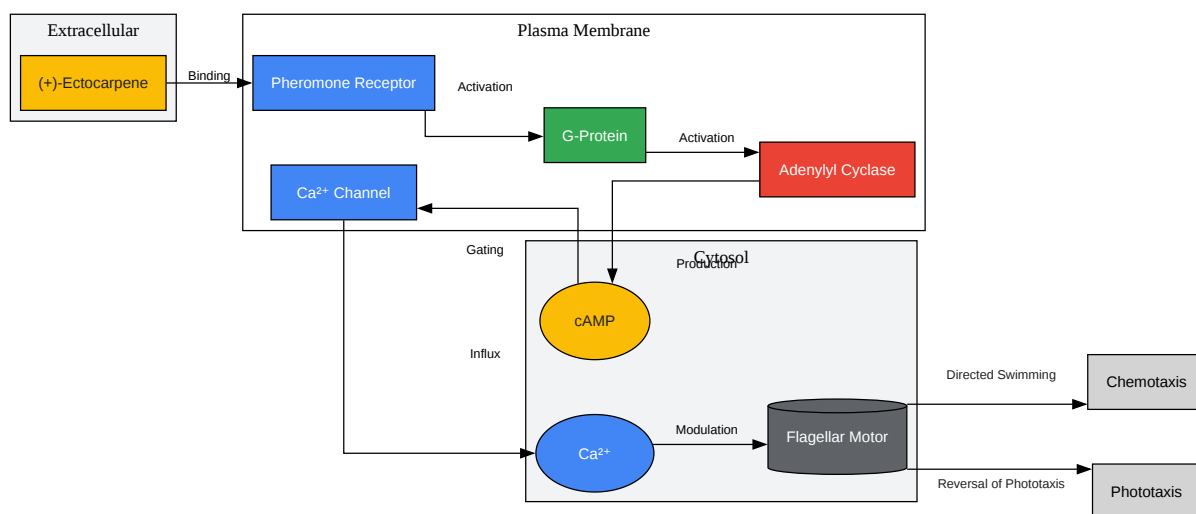 Extracellular
Plasma Membrane
(+)-Ectocarpene
Binding
Pheromone Receptor
Activation
G-Protein
Activation
Adenylyl Cyclase
Ca²⁺ Channel
Gating
Cytosol
Production
cAMP
Influx
Directed Swimming
Chemotaxis
Ca²⁺
Modulation
Flagellar Motor
Reversal of Phototaxis
Phototaxis